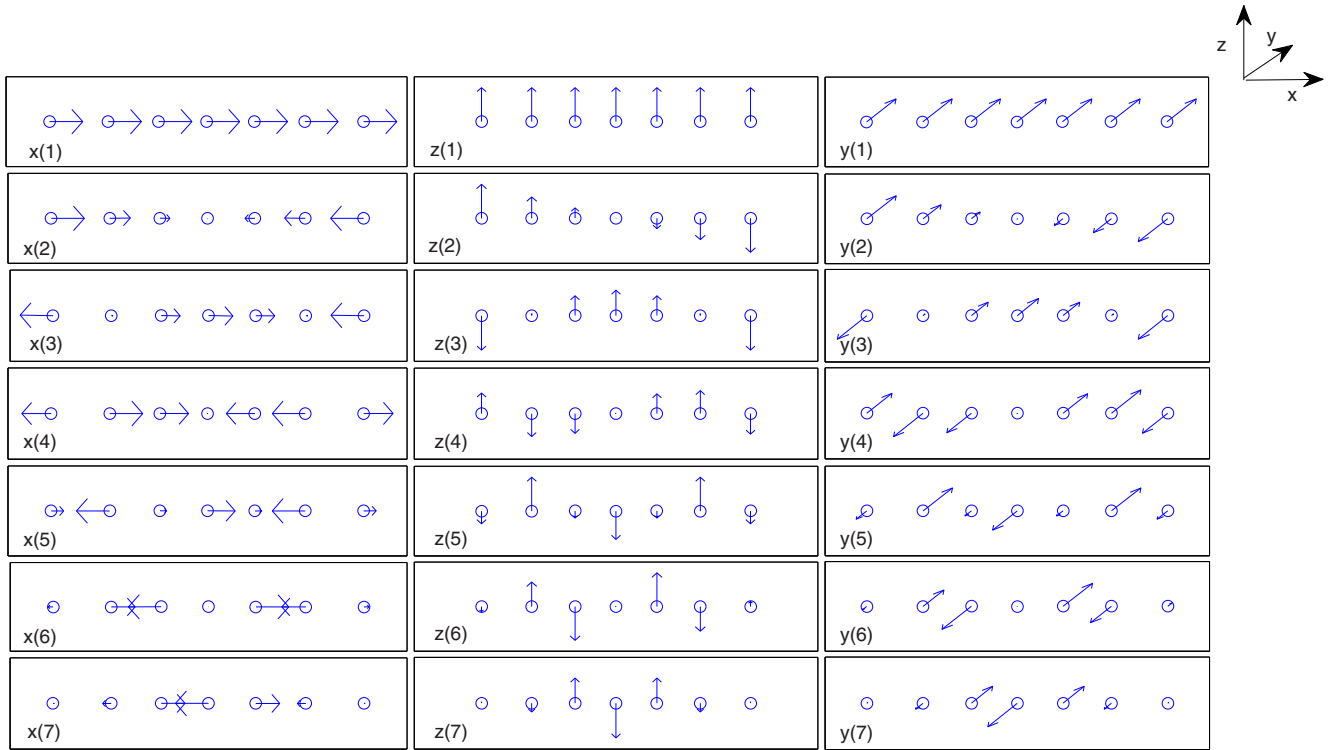 z
y
x
x(1)
z(1)
y(1)
x(2)
z(2)
y(2)
x(3)
z(3)
y(3)
x(4)
z(4)
y(4)
x(5)
z(5)
y(5)
x(6)
z(6)
y(6)
x(7)
z(7)
y(7)